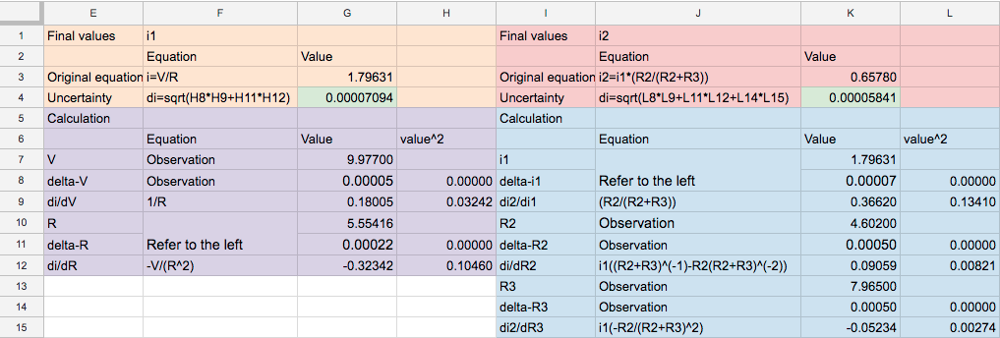 E F G H I J K L
1 Final values i1 Final values i2
2 Equation Value Equation Value
3 Original equation i=V/R 1.79631 Original equation i2=i1*(R2/(R2+R3)) 0.65780
4 Uncertainty di=sqrt(H8*H9+H11*H12) 0.00007094 Uncertainty di=sqrt(L8*L9+L11*L12+L14*L15) 0.00005841
5 Calculation Calculation
6 Equation Value value^2 Equation Value value^2
7 V Observation 9.97700 i1 1.79631
8 delta-V Observation 0.00005 0.00000 delta-i1 Refer to the left 0.00007 0.00000
9 di/dV 1/R 0.18005 0.03242 di2/di1 (R2/(R2+R3)) 0.36620 0.13410
10 R 5.55416 R2 Observation 4.60200
11 delta-R Refer to the left 0.00022 0.00000 delta-R2 Observation 0.00050 0.00000
12 di/dR -V/(R^2) -0.32342 0.10460 di/dR2 i1((R2+R3)^(-1)-R2(R2+R3)^(-2)) 0.09059 0.00821
13 R3 Observation 7.96500
14 delta-R3 Observation 0.00050 0.00000
15 di2/dR3 i1(-R2/(R2+R3)^2) -0.05234 0.00274